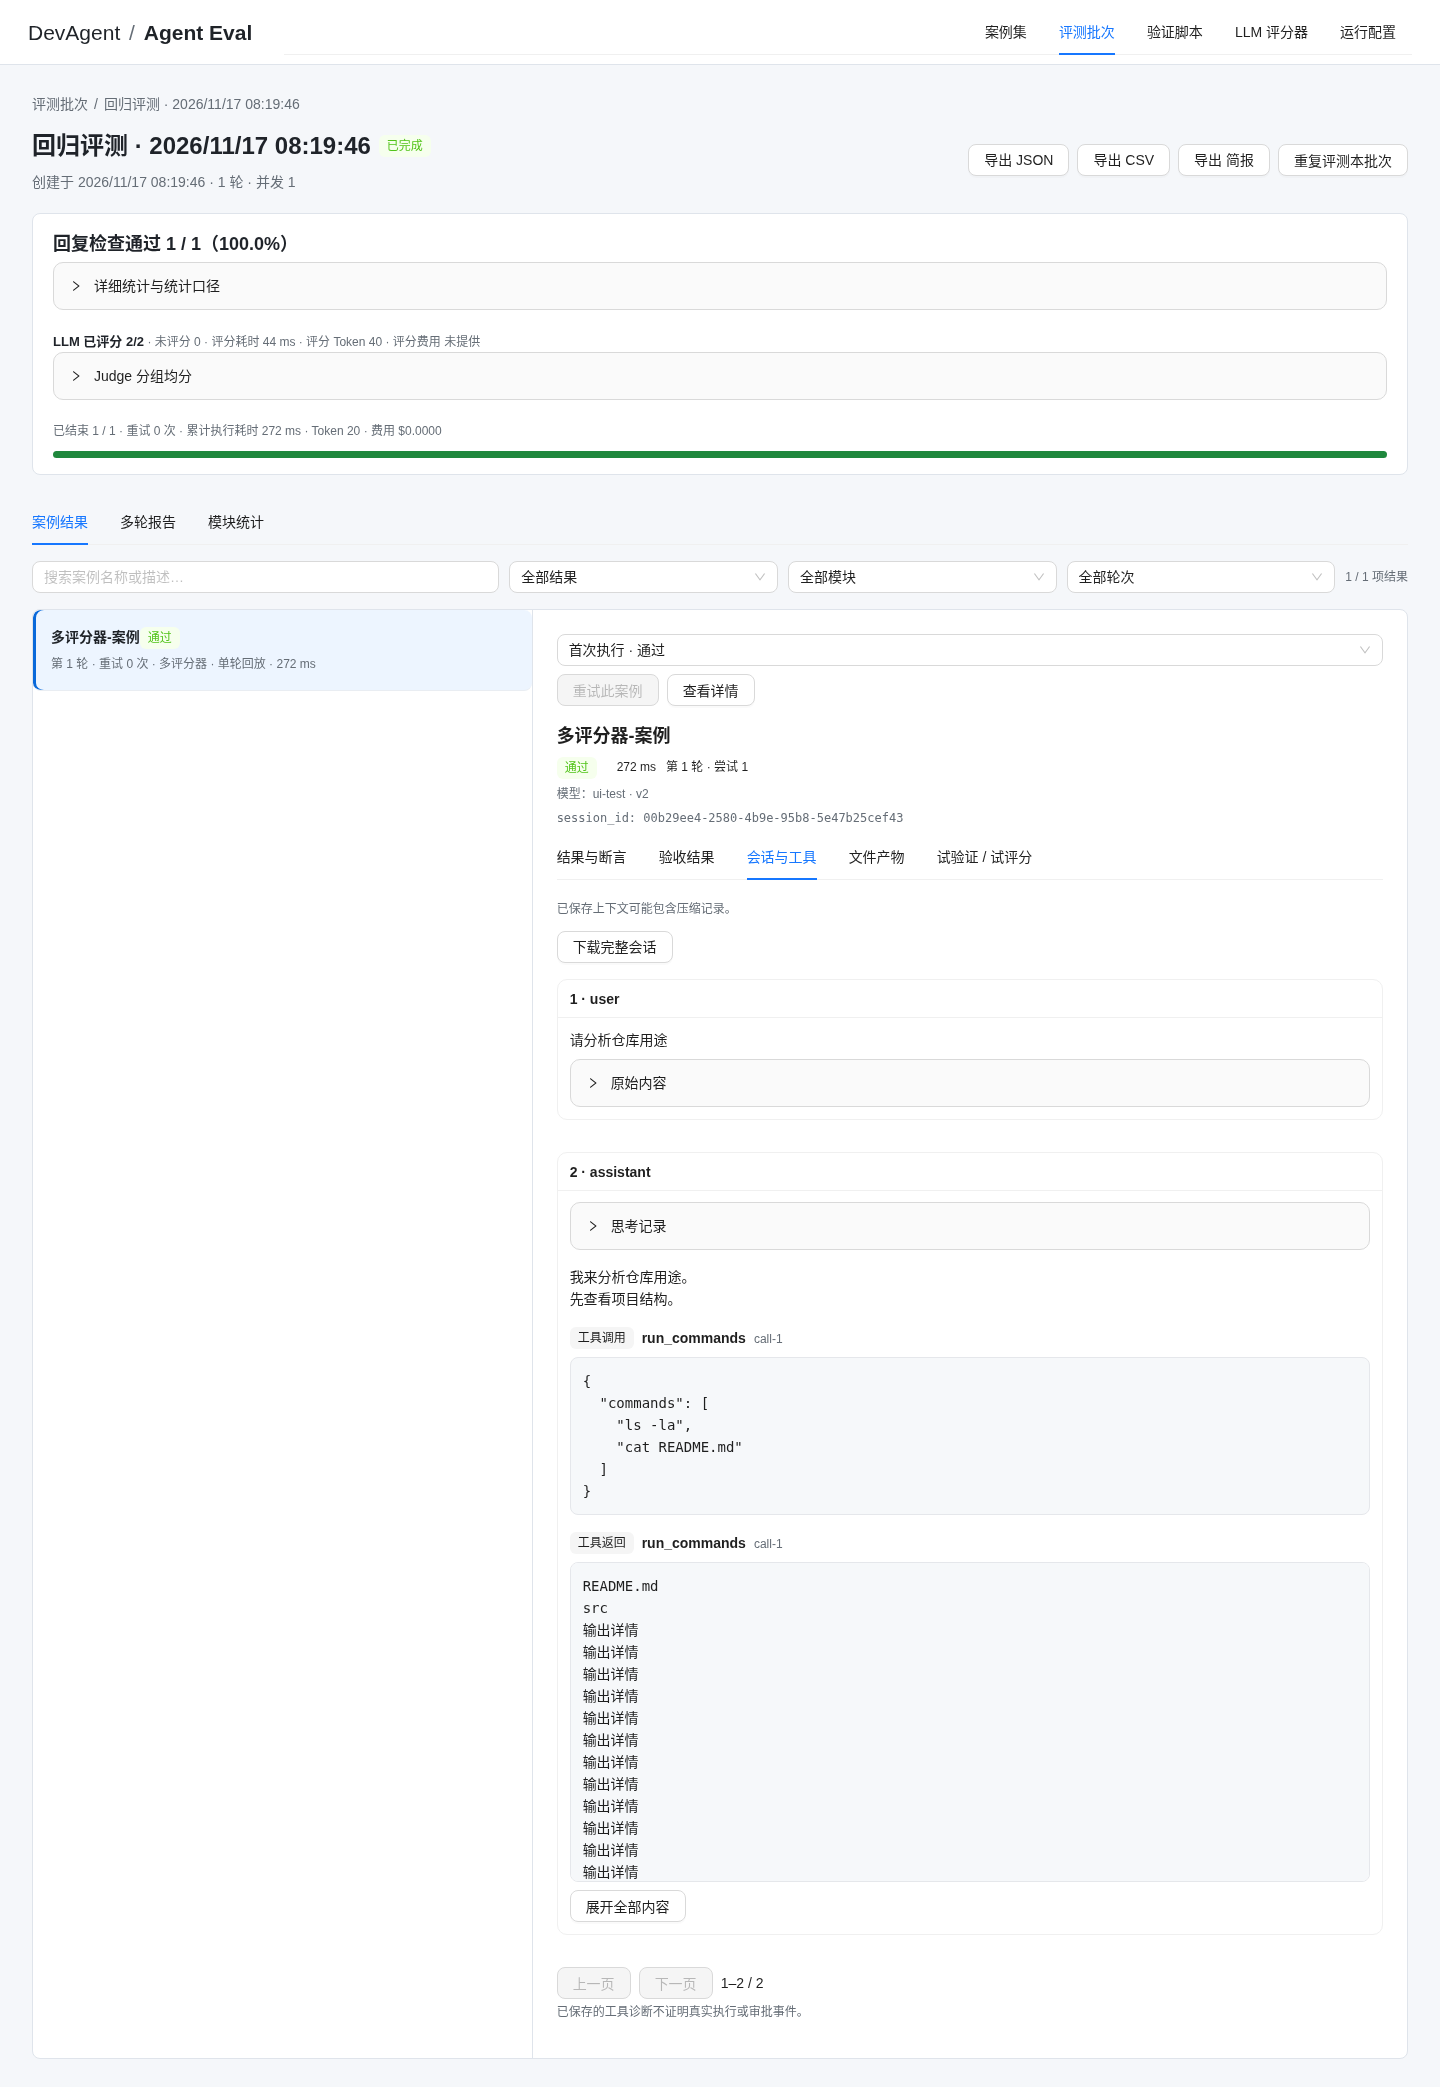 DevAgent / Agent Eval
案例集 评测批次 验证脚本 LLM 评分器 运行配置
评测批次 / 回归评测 · 2026/11/17 08:19:46
回归评测 · 2026/11/17 08:19:46 已完成
创建于 2026/11/17 08:19:46 · 1 轮 · 并发 1
导出 JSON 导出 CSV 导出 简报 重复评测本批次
回复检查通过 1 / 1（100.0%）
详细统计与统计口径
LLM 已评分 2/2 · 未评分 0 · 评分耗时 44 ms · 评分 Token 40 · 评分费用 未提供
Judge 分组均分
已结束 1 / 1 · 重试 0 次 · 累计执行耗时 272 ms · Token 20 · 费用 $0.0000
案例结果 多轮报告 模块统计
搜索案例名称或描述… 全部结果 全部模块 全部轮次 1 / 1 项结果
多评分器-案例 通过
第 1 轮 · 重试 0 次 · 多评分器 · 单轮回放 · 272 ms
首次执行 · 通过
重试此案例 查看详情
多评分器-案例
通过 272 ms 第 1 轮 · 尝试 1
模型：ui-test · v2
session_id: 00b29ee4-2580-4b9e-95b8-5e47b25cef43
结果与断言 验收结果 会话与工具 文件产物 试验证 / 试评分
已保存上下文可能包含压缩记录。
下载完整会话
1 · user
请分析仓库用途
原始内容
2 · assistant
思考记录
我来分析仓库用途。
先查看项目结构。
工具调用 run_commands call-1
{
  "commands": [
    "ls -la",
    "cat README.md"
  ]
}
工具返回 run_commands call-1
README.md
src
输出详情
输出详情
输出详情
输出详情
输出详情
输出详情
输出详情
输出详情
输出详情
输出详情
输出详情
输出详情
展开全部内容
上一页 下一页 1–2 / 2
已保存的工具诊断不证明真实执行或审批事件。